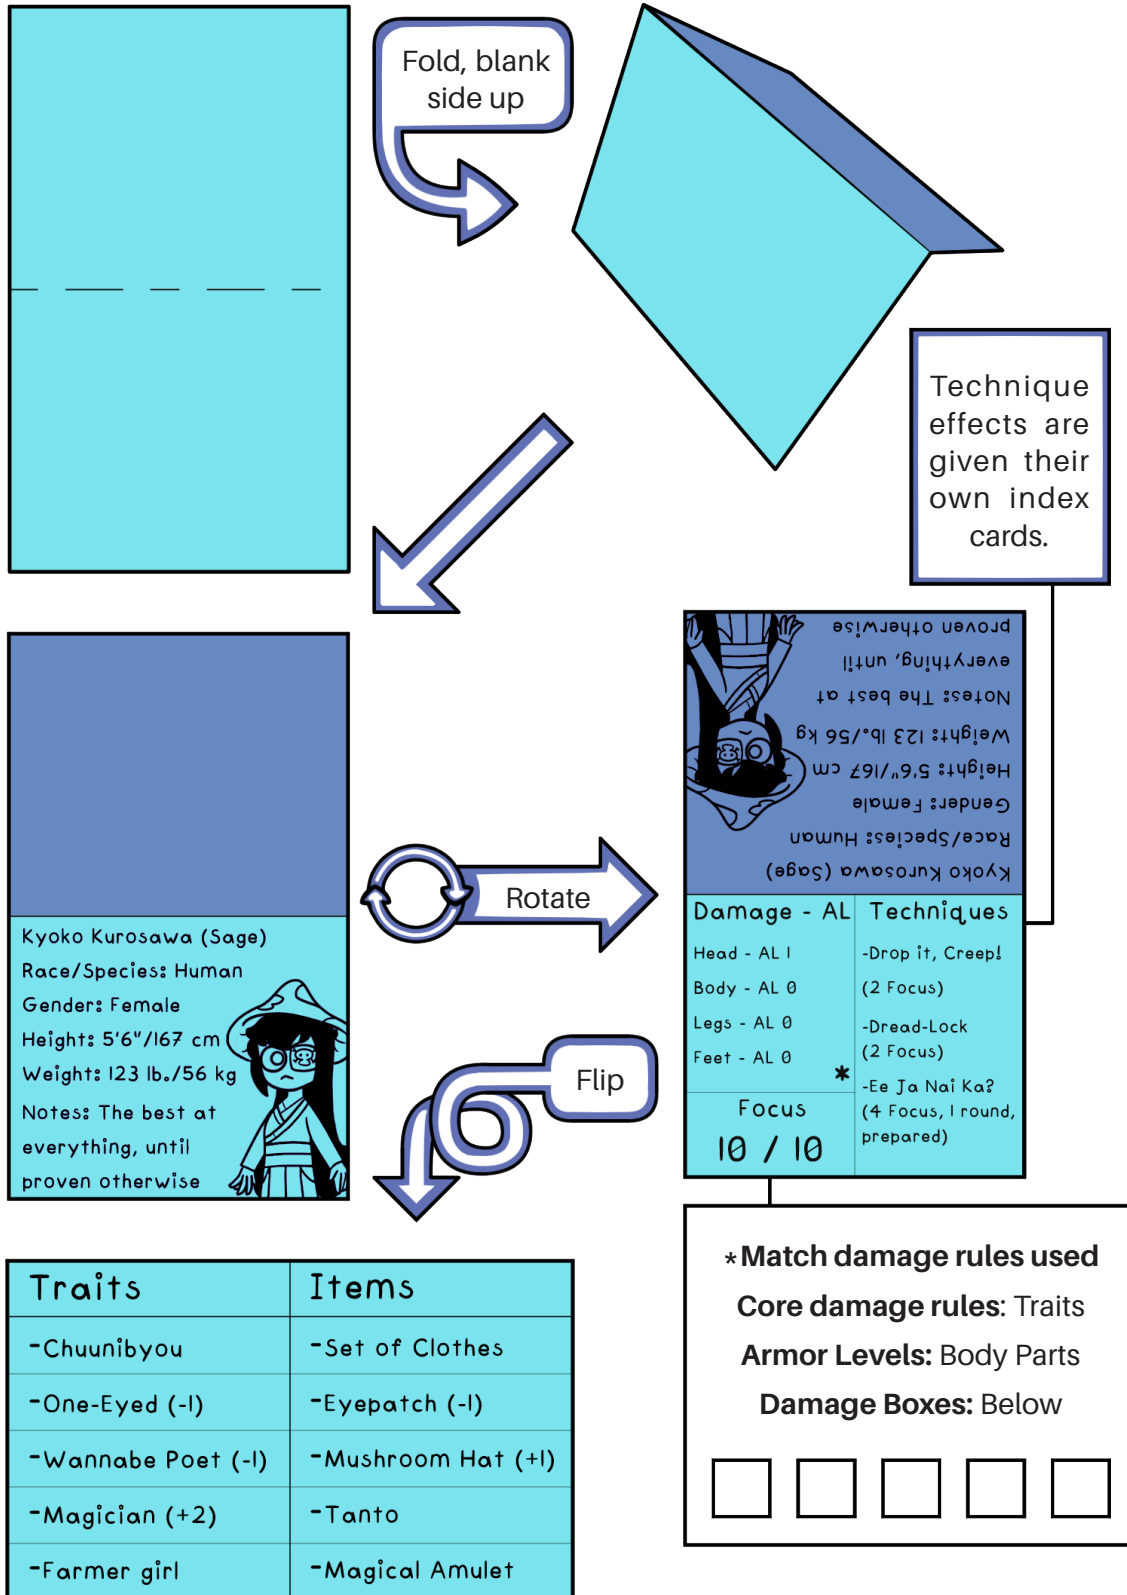 Fold, blank
side up
Technique
effects are
given their
own index
cards.
Kyoko Kurosawa (Sage)
Race/Species: Human
Gender: Female
Height: 5'6"/167 cm
Weight: 123 lb./56 kg
Notes: The best at
everything, until
proven otherwise
Rotate
Kyoko Kurosawa (Sage)
Race/Species: Human
Gender: Female
Height: 5'6"/167 cm
Weight: 123 lb./56 kg
Notes: The best at
everything, until
proven otherwise
Damage - AL
Head - AL 1
Body - AL 0
Legs - AL 0
Feet - AL 0
*
Focus
10 / 10
Techniques
-Drop it, Creep!
(2 Focus)
-Dread-Lock
(2 Focus)
-Ee Ja Nai Ka?
(4 Focus, 1 round,
prepared)
Flip
*Match damage rules used
Core damage rules: Traits
Armor Levels: Body Parts
Damage Boxes: Below
Traits
-Chuunibyou
-One-Eyed (-1)
-Wannabe Poet (-1)
-Magician (+2)
-Farmer girl
Items
-Set of Clothes
-Eyepatch (-1)
-Mushroom Hat (+1)
-Tanto
-Magical Amulet